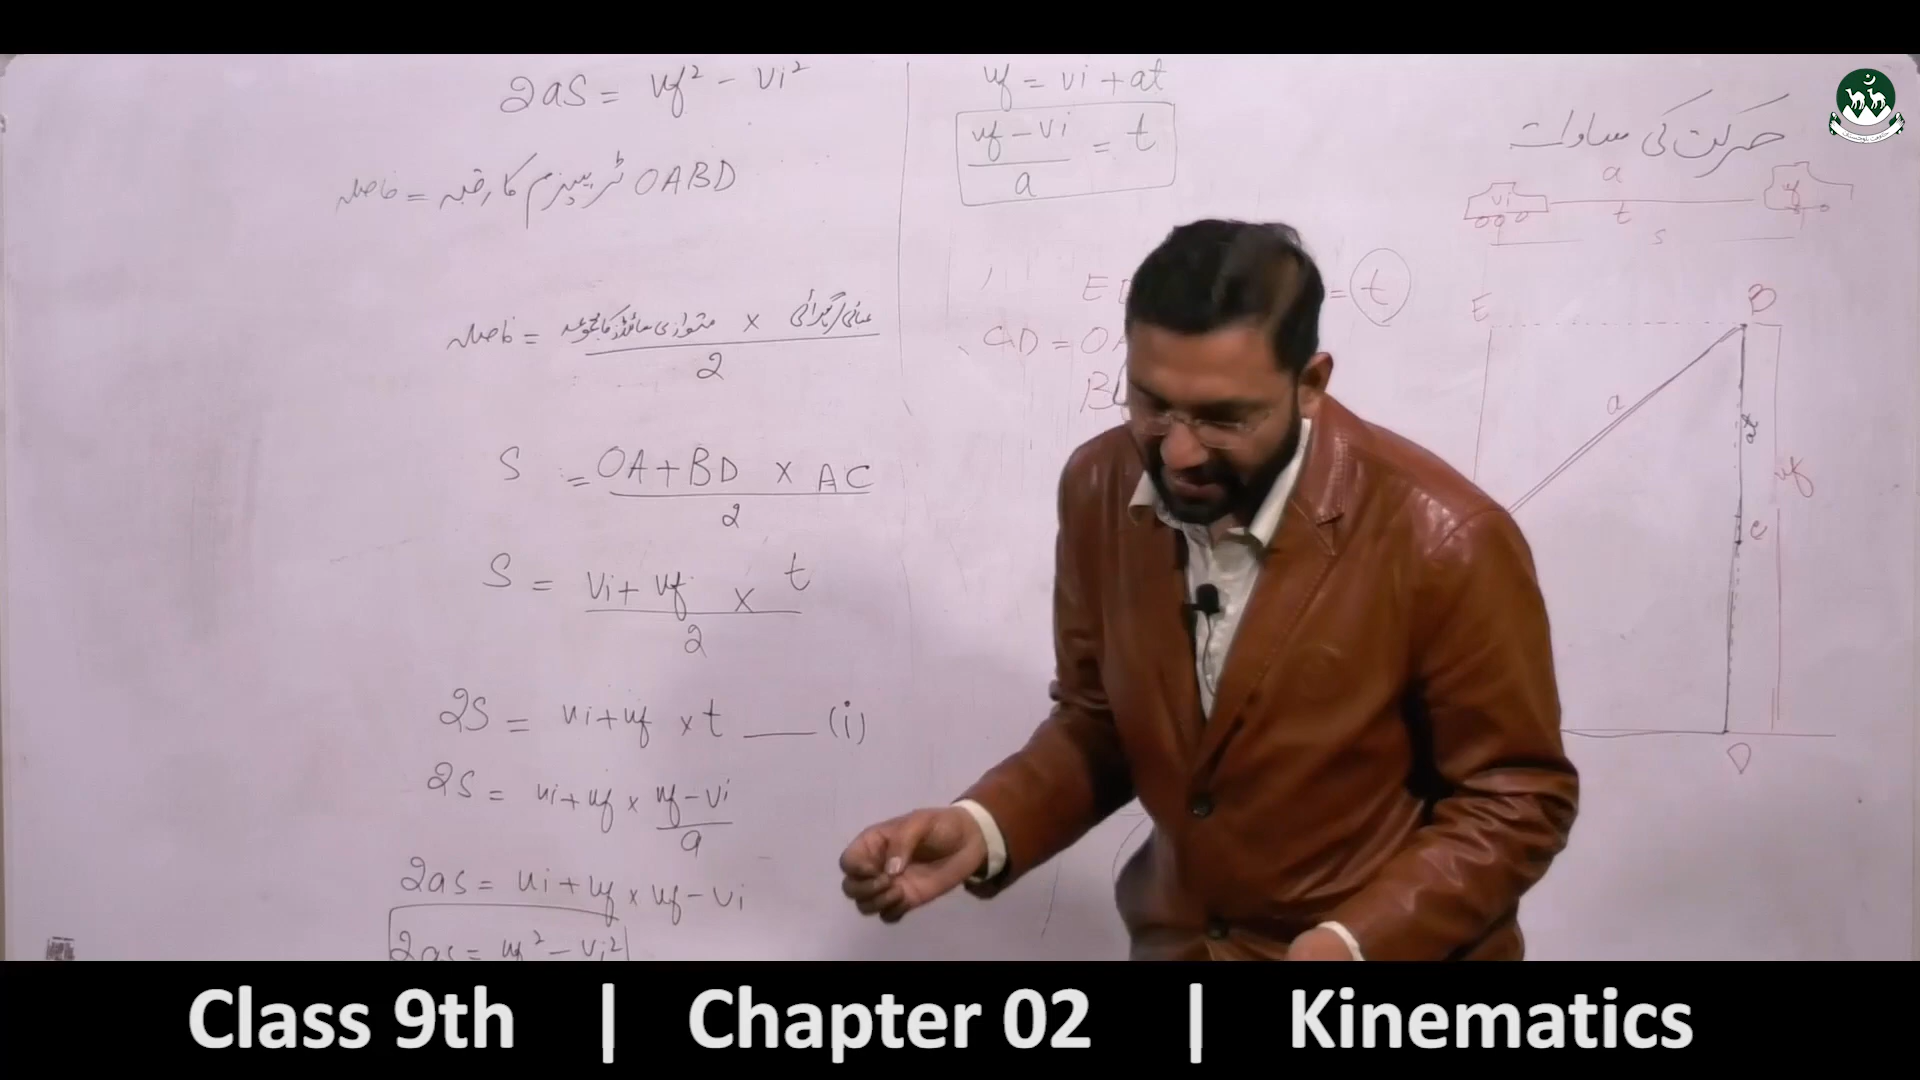 2aS = vf² - vi²
فاصلہ = ٹریپیزیم کا رقبہ OABD
فاصلہ = متوازی سائڈز کا مجموعہ x
2
S = OA + BD x AC
2
S = vi + vf x t
2
2S = vi + vf x t ___ (i)
2S = vi + vf x vf - vi
a
2as = vi + vf x vf - vi
2as = vf² - vi²
vf = vi + at
vf - vi = t
a
E = t
CD = O
B
حرکت کی مساوات
a
vi
vf
t
s
E
B
a
at
vf
c
D
Class 9th | Chapter 02 | Kinematics